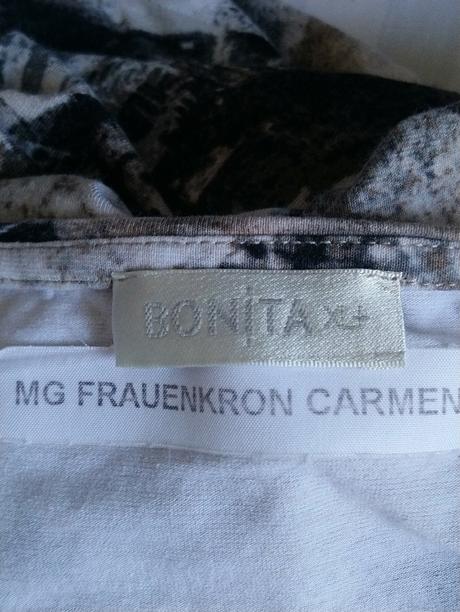 BONiTA XL+
MG FRAUENKRON CARMEN